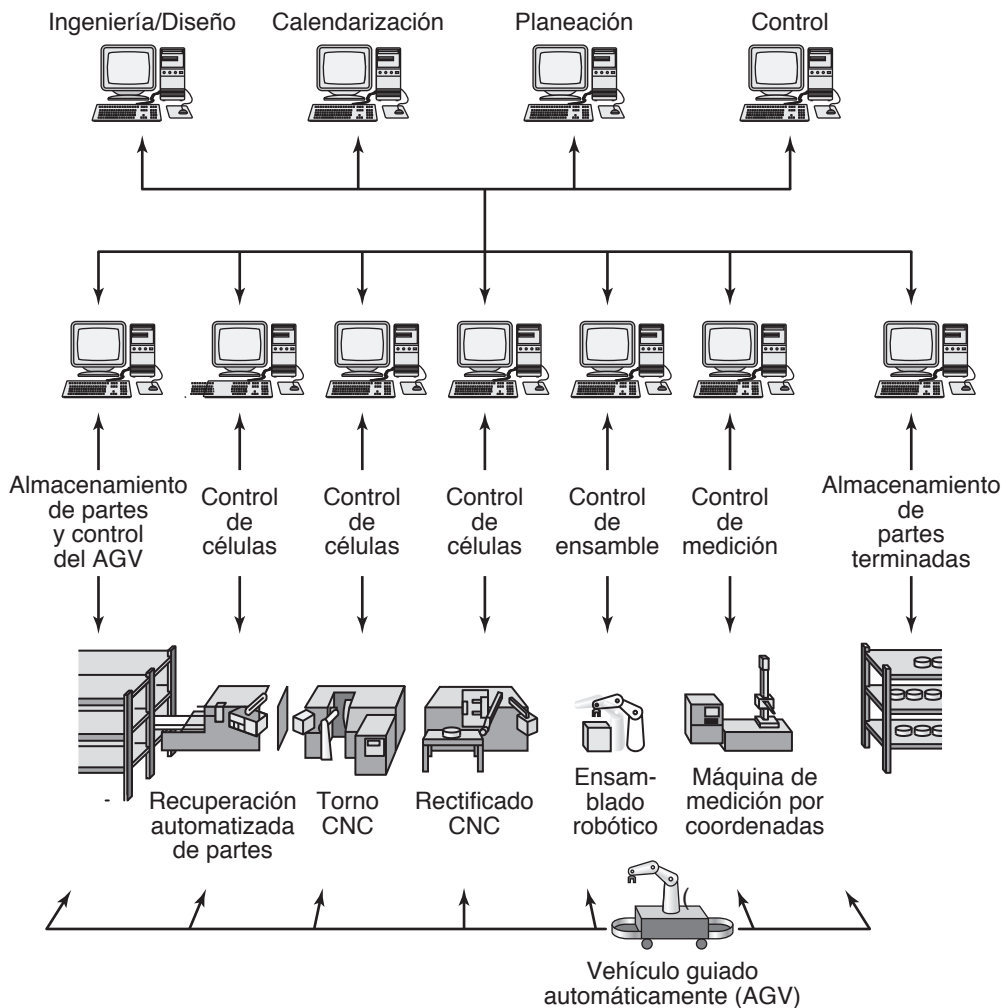 Ingeniería/Diseño
Calendarización
Planeación
Control
Almacenamiento
de partes
y control
del AGV
Control
de
células
Control
de
células
Control
de
células
Control
de
ensamble
Control
de
medición
Almacenamiento
de
partes
terminadas
Recuperación
automatizada
de partes
Torno
CNC
Rectificado
CNC
Ensam-
blado
robótico
Máquina de
medición por
coordenadas
Vehículo guiado
automáticamente (AGV)